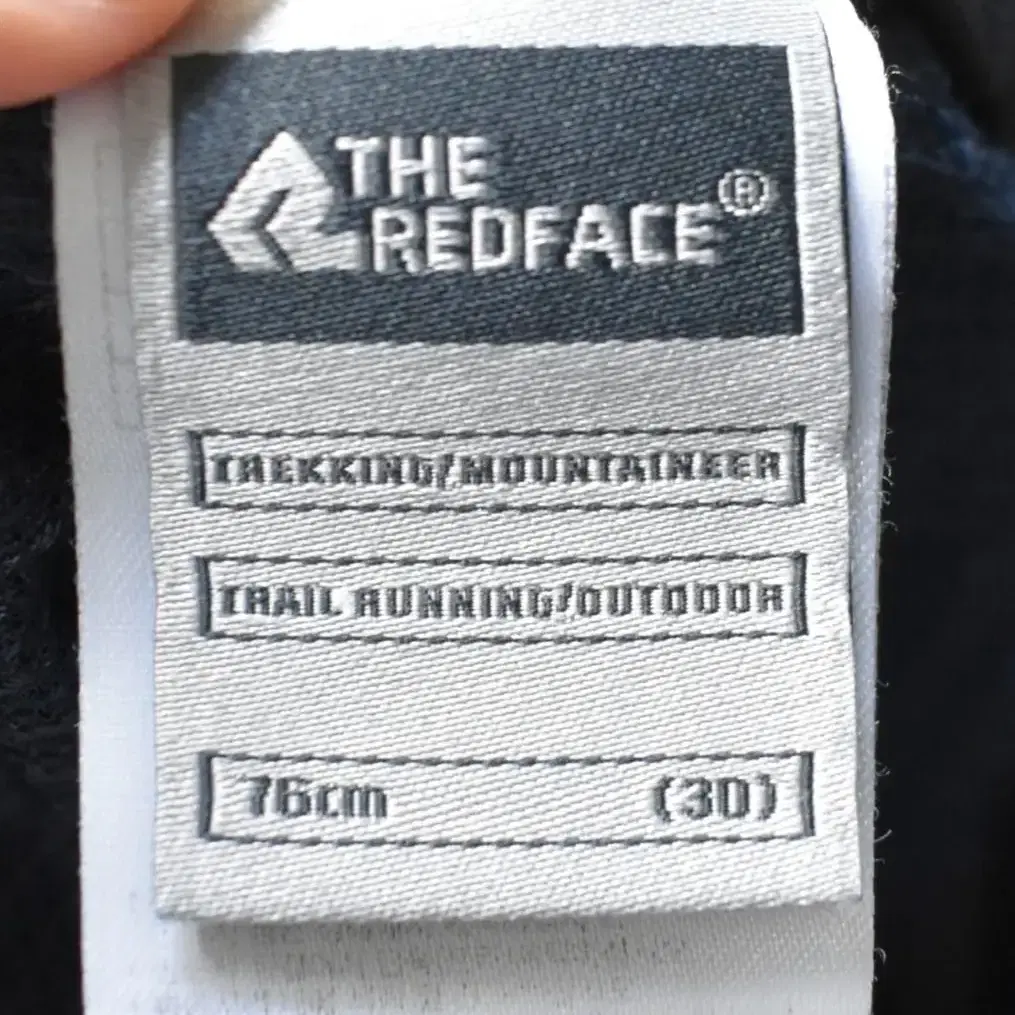 THE
REDFACE®
TREKKING/MOUNTAINEER
TRAIL RUNNING/OUTDOOR
76cm (30)